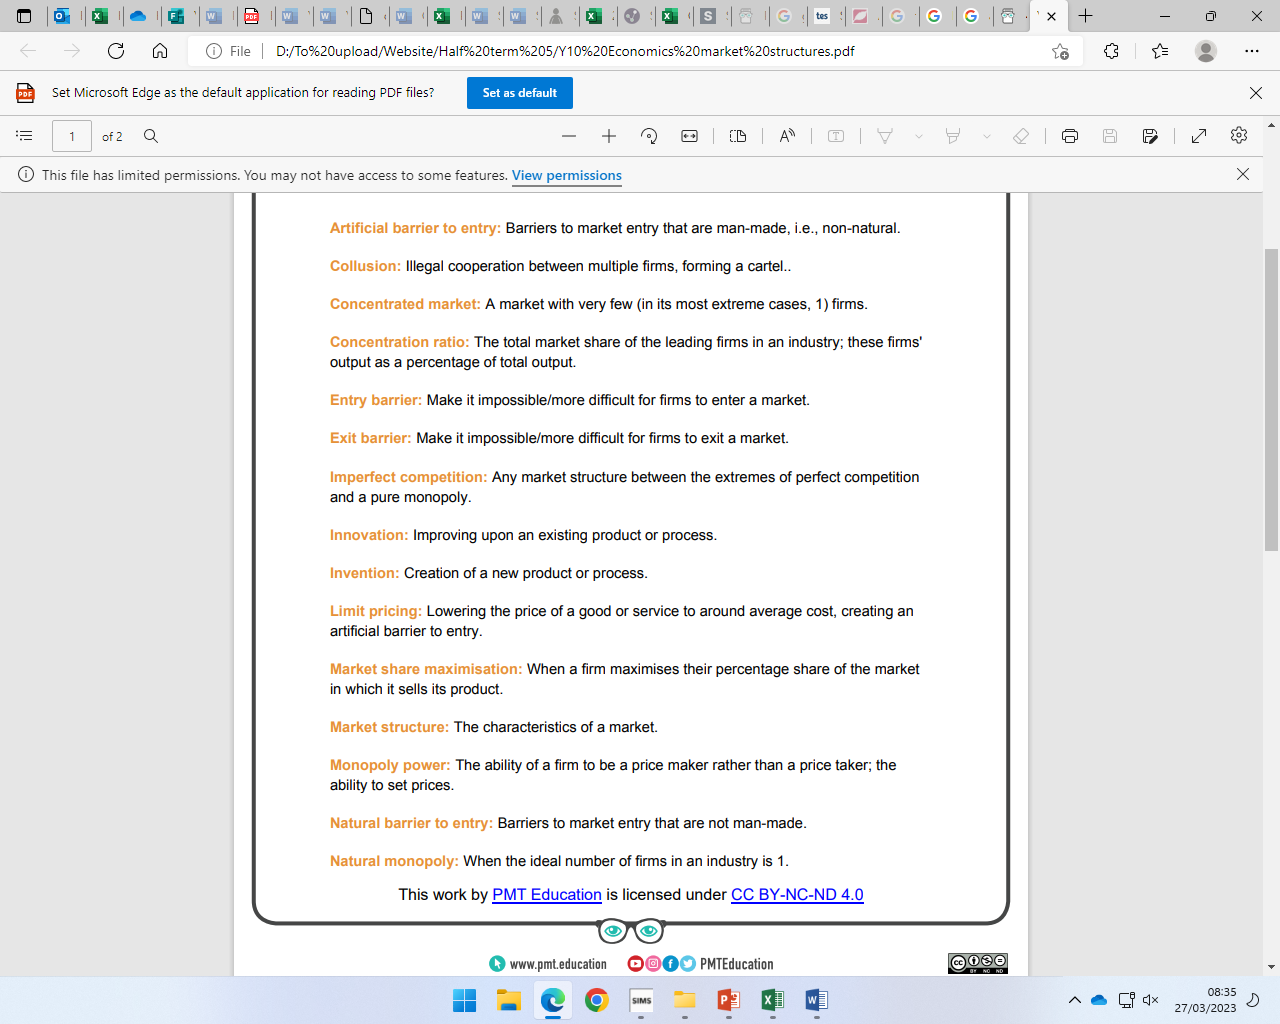 File
D:/To%20upload/Website/Half%20term%205/Y10%20Economics%20market%20structures.pdf
Set Microsoft Edge as the default application for reading PDF files?
Set as default
1 of 2
This file has limited permissions. You may not have access to some features. View permissions
Artificial barrier to entry: Barriers to market entry that are man-made, i.e., non-natural.
Collusion: Illegal cooperation between multiple firms, forming a cartel..
Concentrated market: A market with very few (in its most extreme cases, 1) firms.
Concentration ratio: The total market share of the leading firms in an industry; these firms'
output as a percentage of total output.
Entry barrier: Make it impossible/more difficult for firms to enter a market.
Exit barrier: Make it impossible/more difficult for firms to exit a market.
Imperfect competition: Any market structure between the extremes of perfect competition
and a pure monopoly.
Innovation: Improving upon an existing product or process.
Invention: Creation of a new product or process.
Limit pricing: Lowering the price of a good or service to around average cost, creating an
artificial barrier to entry.
Market share maximisation: When a firm maximises their percentage share of the market
in which it sells its product.
Market structure: The characteristics of a market.
Monopoly power: The ability of a firm to be a price maker rather than a price taker; the
ability to set prices.
Natural barrier to entry: Barriers to market entry that are not man-made.
Natural monopoly: When the ideal number of firms in an industry is 1.
This work by PMT Education is licensed under CC BY-NC-ND 4.0
www.pmt.education PMTEducation
CC BY NC ND
SIMS
08:35
27/03/2023